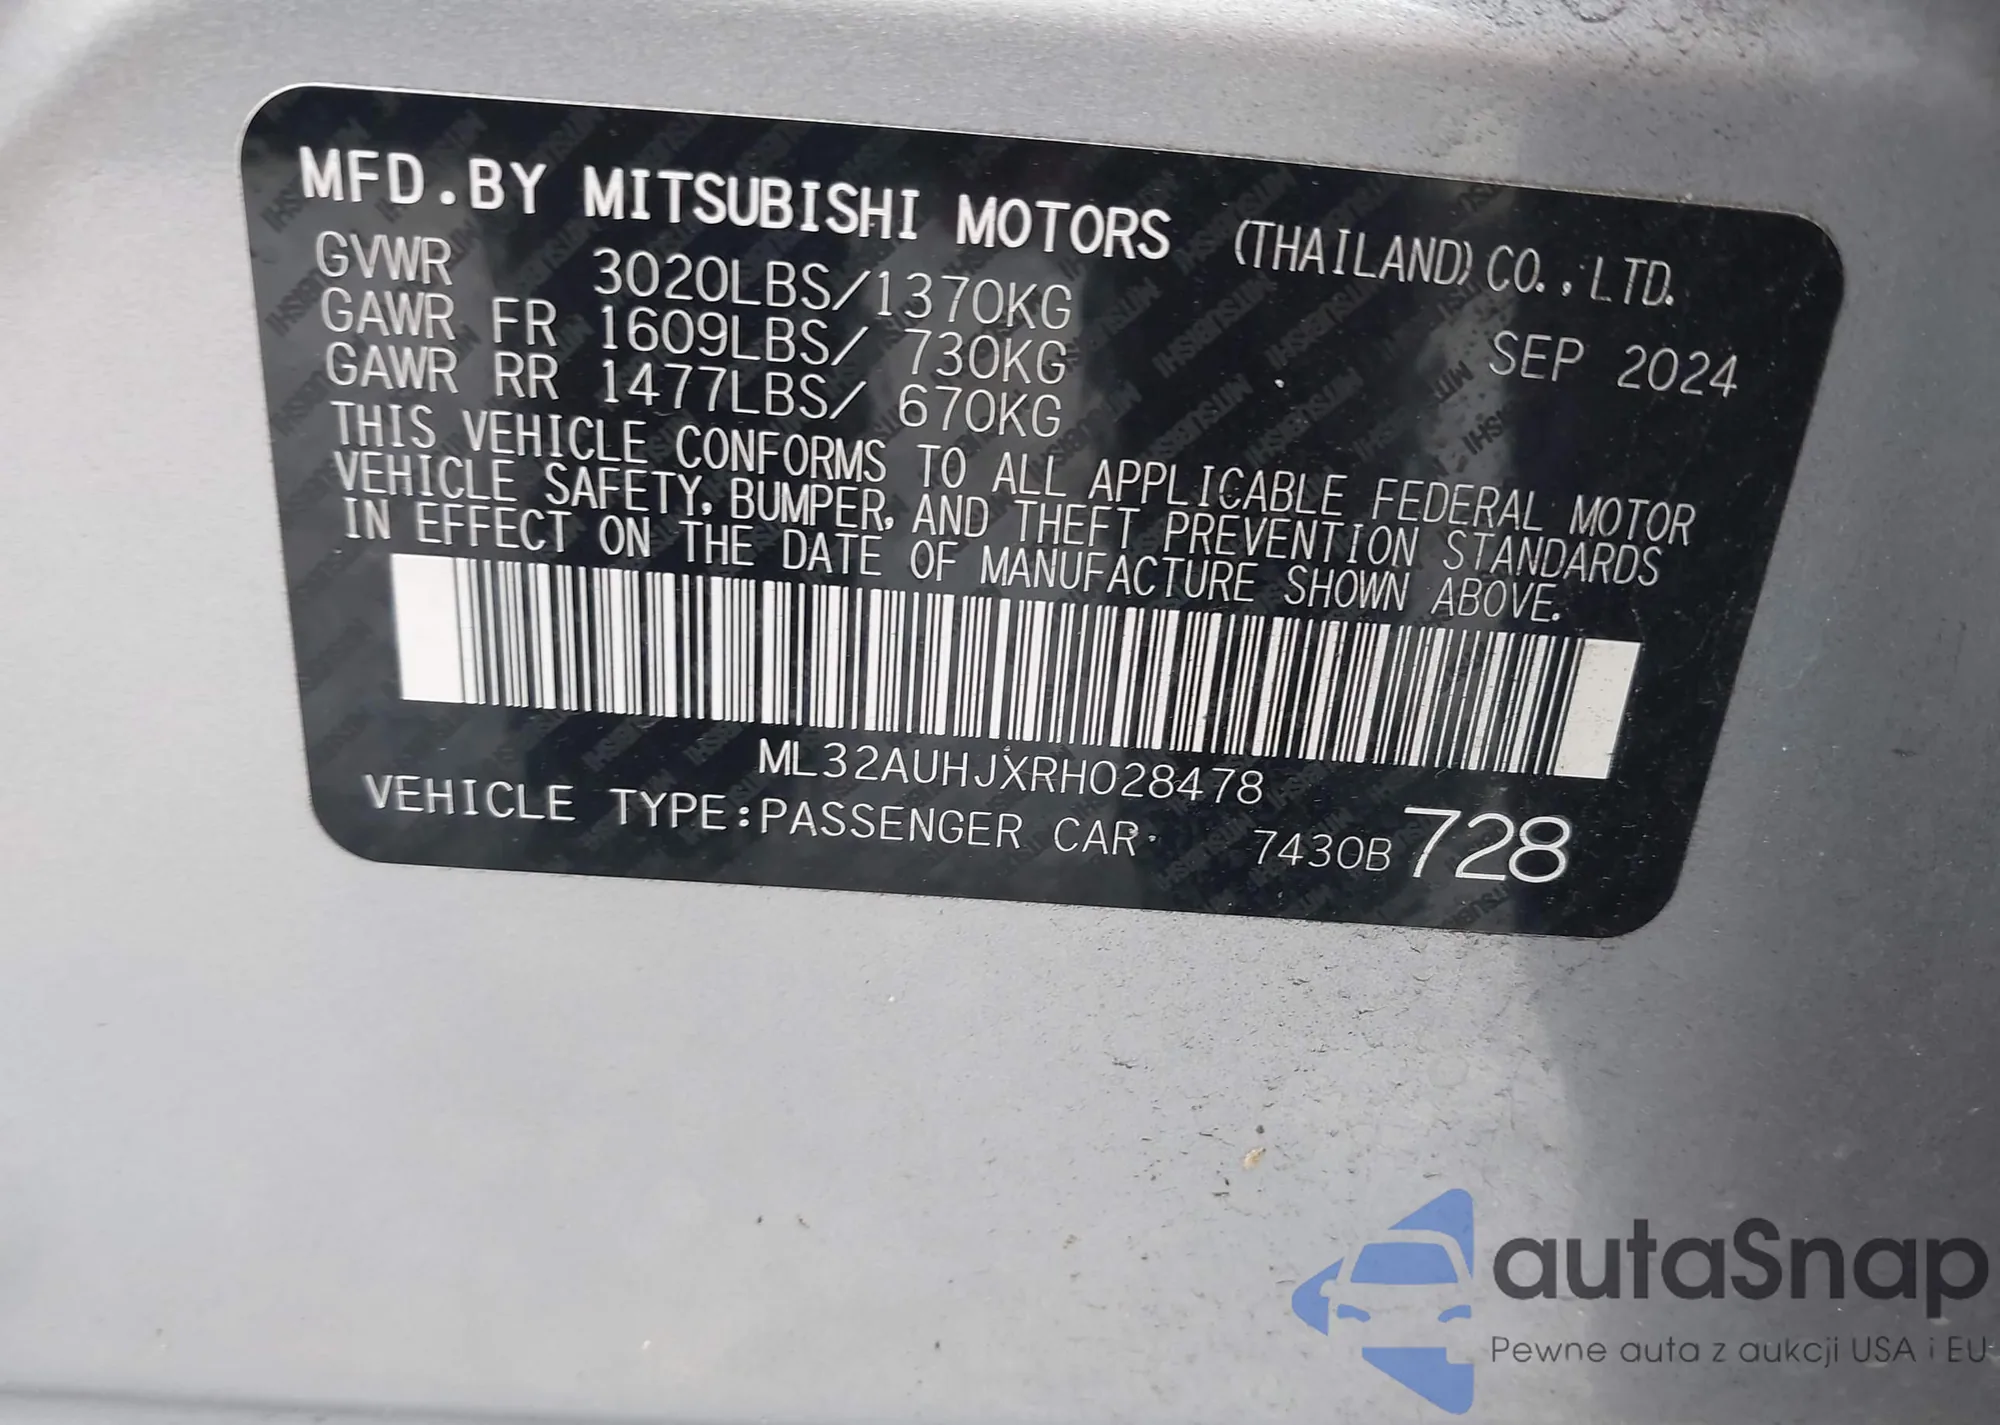 MFD.BY MITSUBISHI MOTORS (THAILAND) CO.,LTD.
GVWR 3020LBS/1370KG
GAWR FR 1609LBS/ 730KG SEP 2024
GAWR RR 1477LBS/ 670KG
THIS VEHICLE CONFORMS TO ALL APPLICABLE FEDERAL MOTOR
VEHICLE SAFETY, BUMPER, AND THEFT PREVENTION STANDARDS
IN EFFECT ON THE DATE OF MANUFACTURE SHOWN ABOVE.
ML32AUHJXRH028478
VEHICLE TYPE:PASSENGER CAR 7430B 728
autaSnap
Pewne auta z aukcji USA i EU